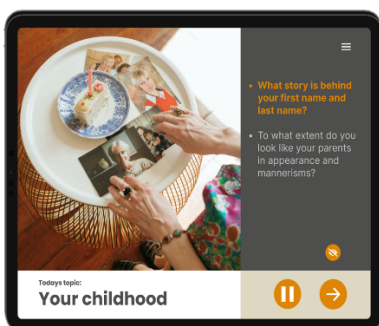 • What story is behind
your first name and
last name?
• To what extent do you
look like your parents
in appearance and
mannerisms?
Todays topic:
Your childhood